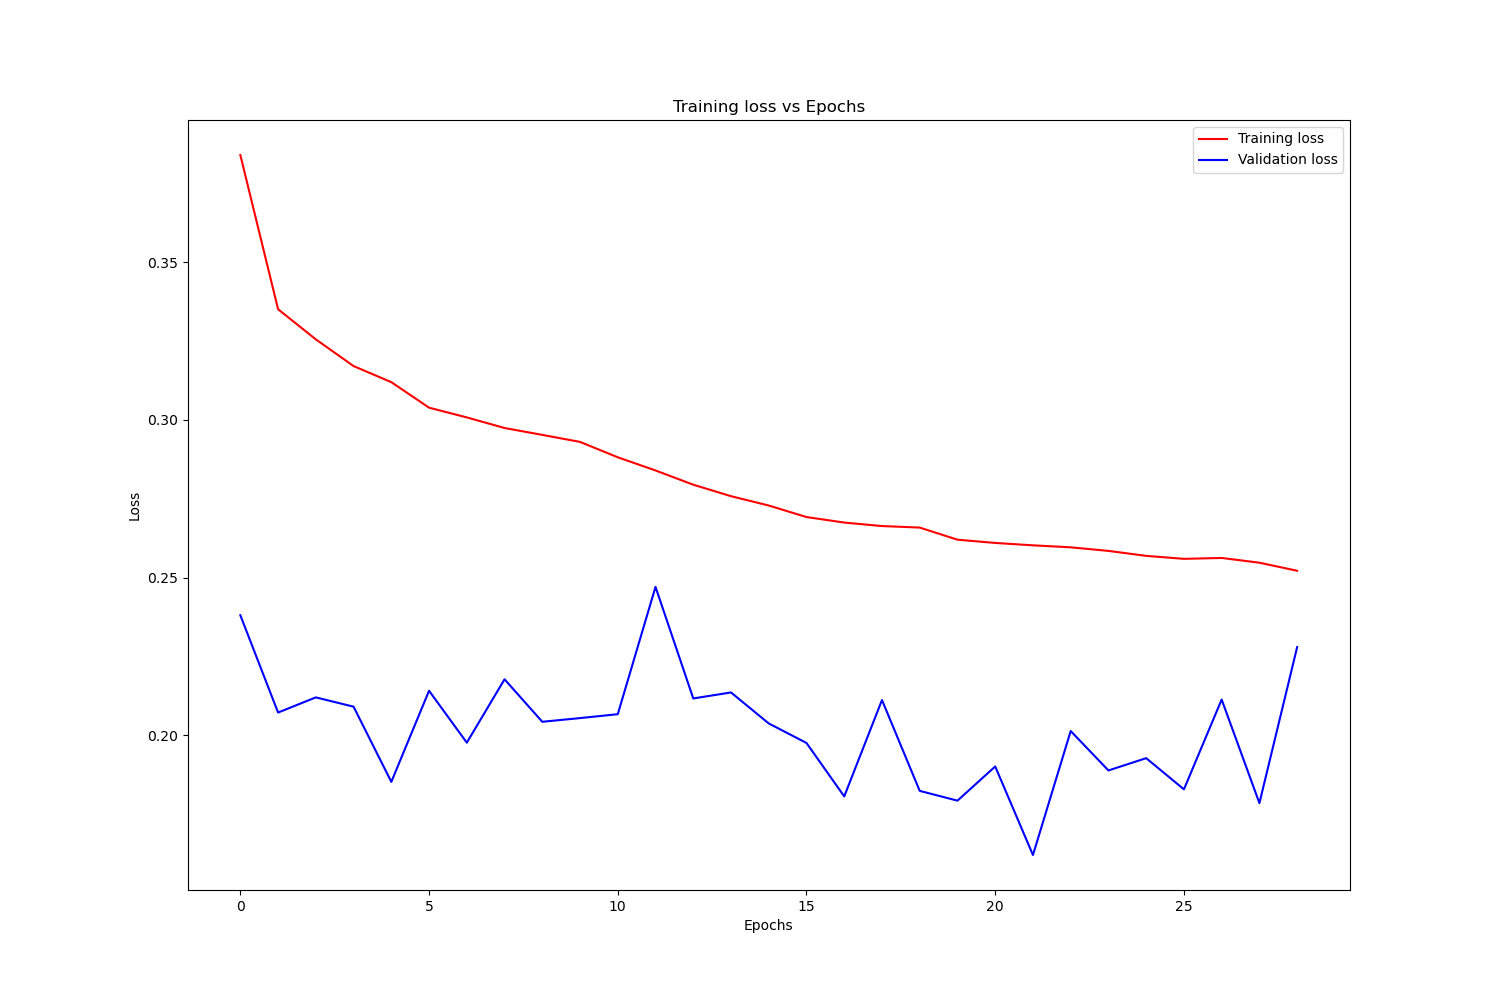 Training loss vs Epochs
Training loss
Validation loss
0.35
0.30
0.25
0.20
Loss
0 5 10 15 20 25
Epochs